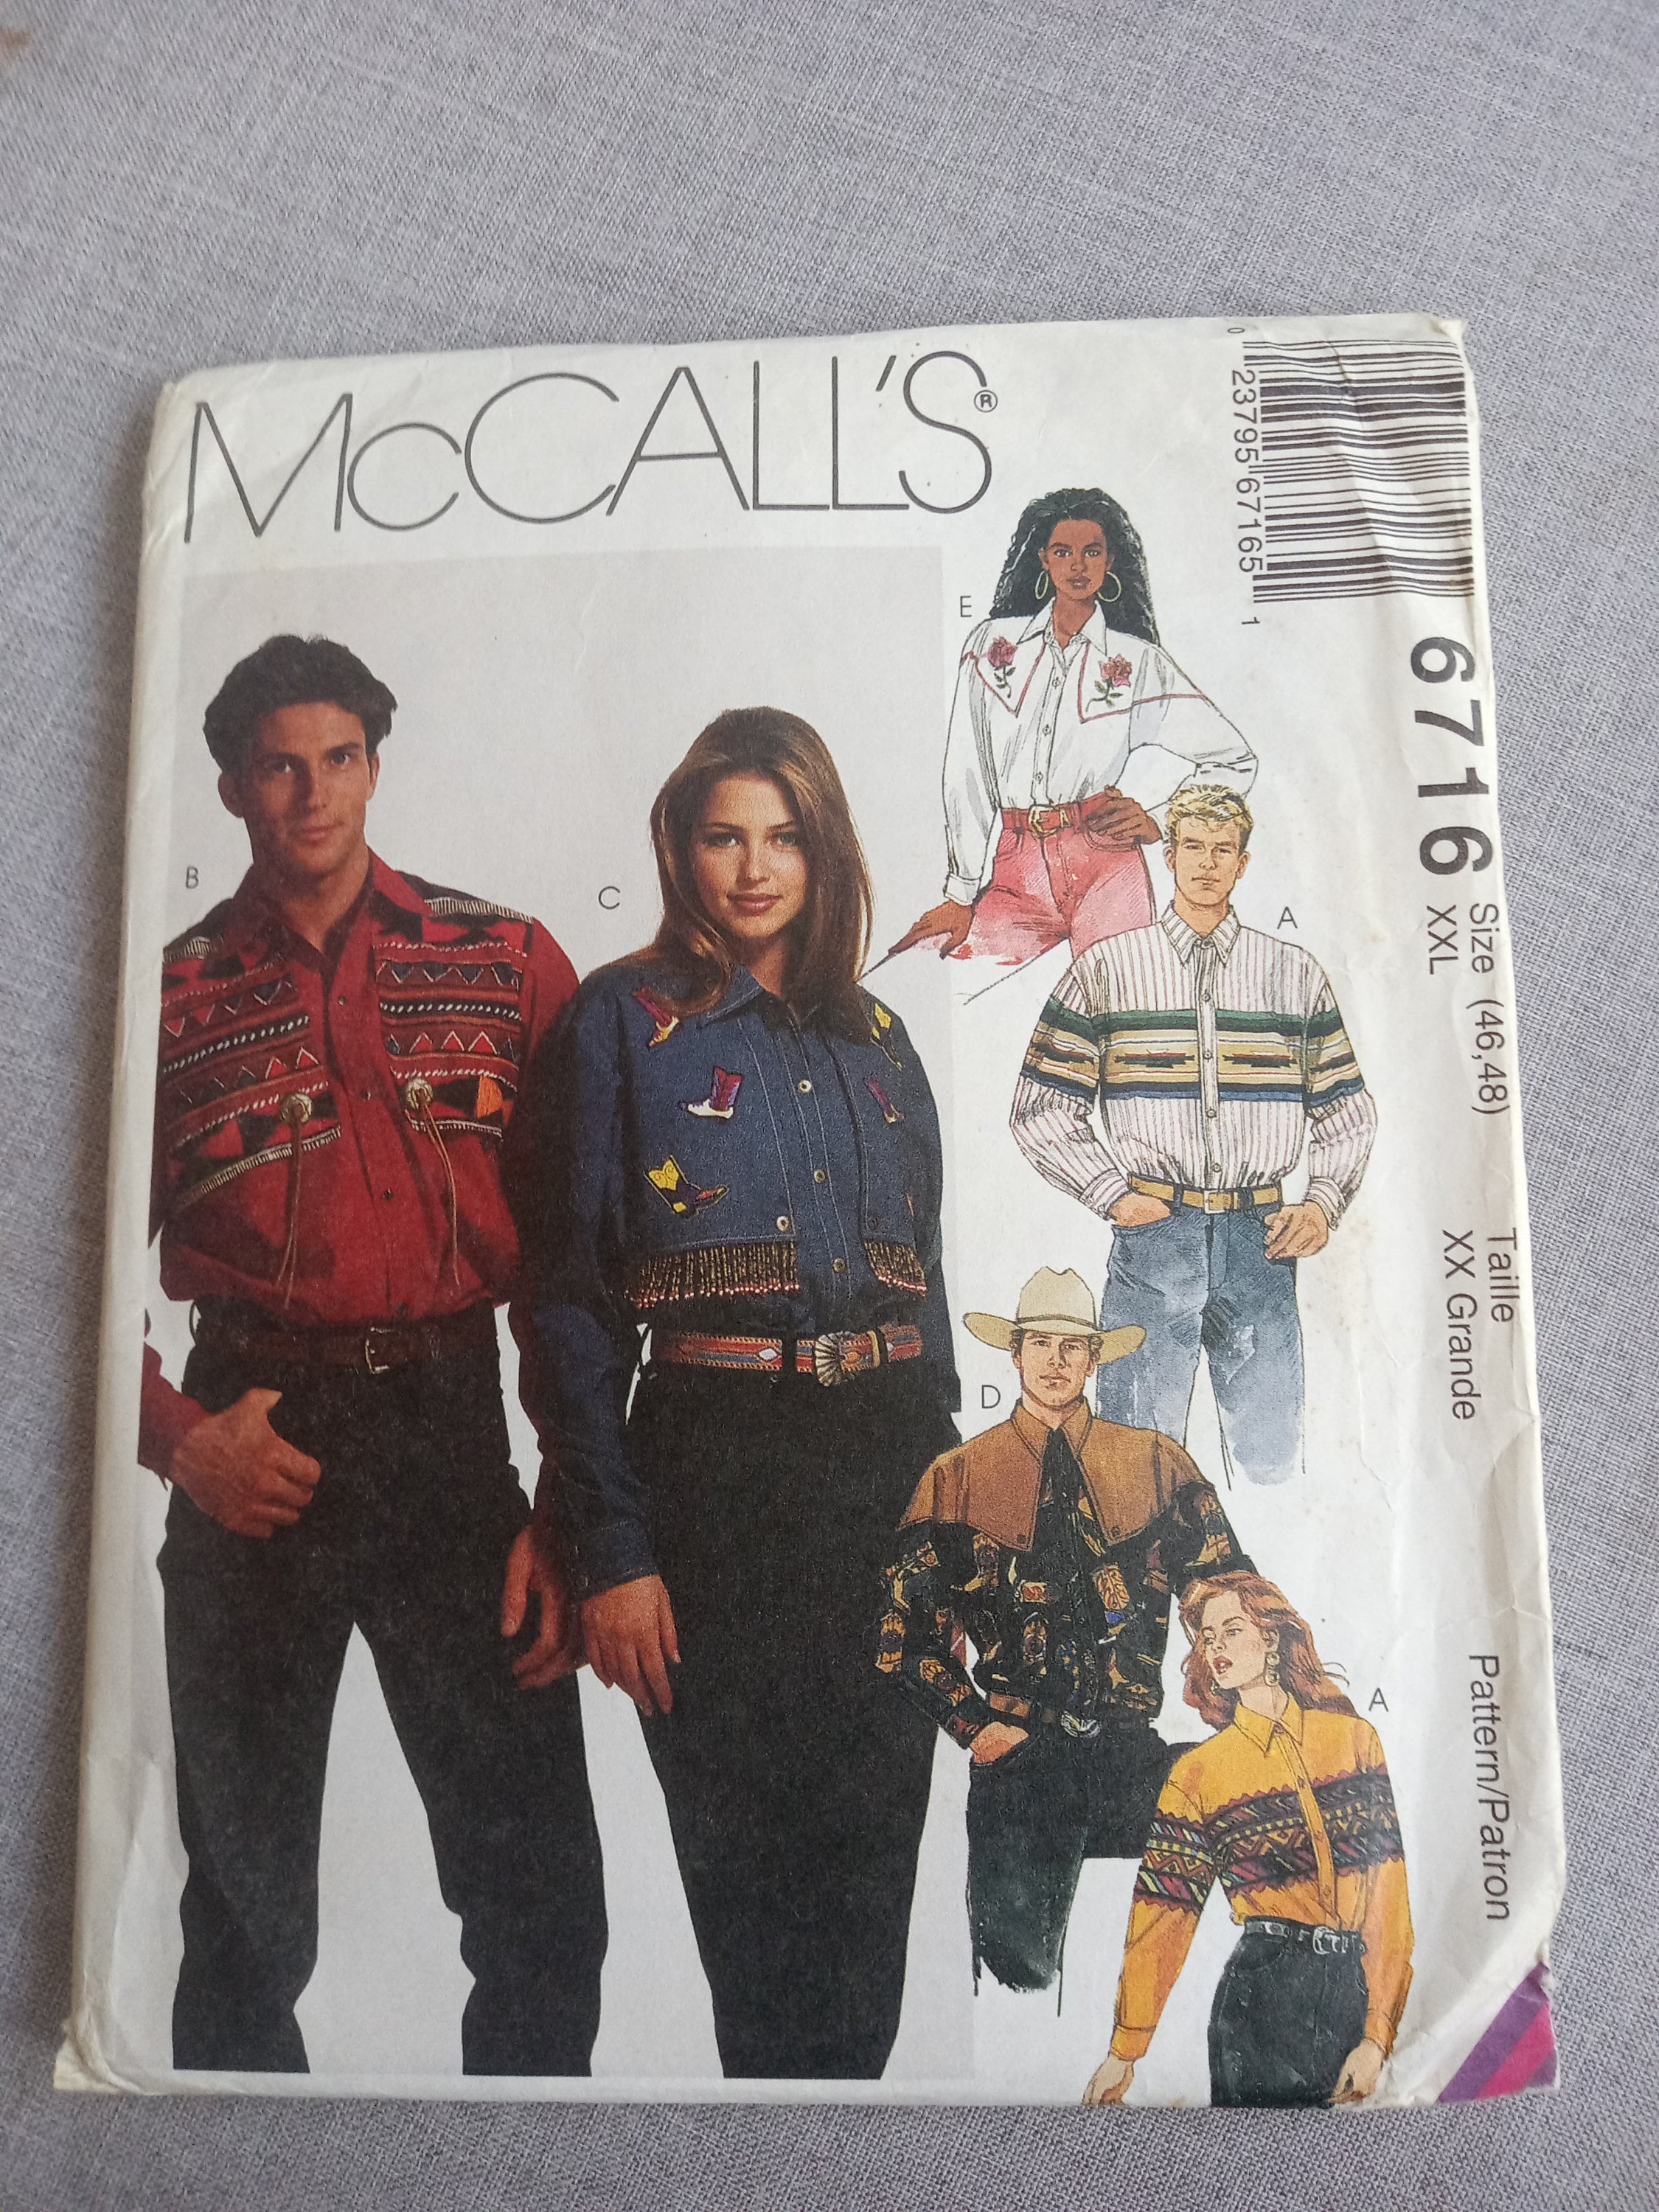 McCALL'S®
0 23795 67165 1
6716
Size (46,48)
XXL
Taille
XX Grande
Pattern/Patron
B
C
E
A
D
A